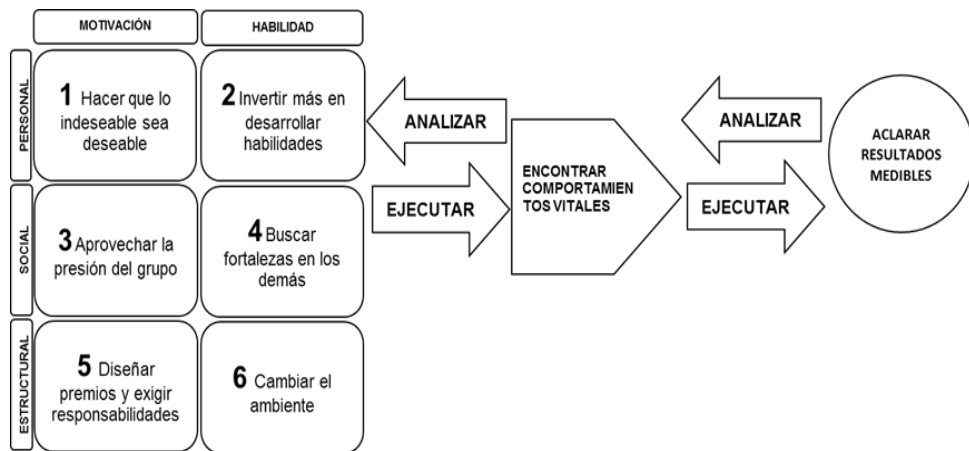 MOTIVACIÓN
HABILIDAD
PERSONAL
1 Hacer que lo
indeseable sea
deseable
2 Invertir más en
desarrollar
habilidades
SOCIAL
3 Aprovechar la
presión del grupo
4 Buscar
fortalezas en los
demás
ESTRUCTURAL
5 Diseñar
premios y exigir
responsabilidades
6 Cambiar el
ambiente
ANALIZAR
EJECUTAR
ENCONTRAR
COMPORTAMIEN
TOS VITALES
ANALIZAR
EJECUTAR
ACLARAR
RESULTADOS
MEDIBLES